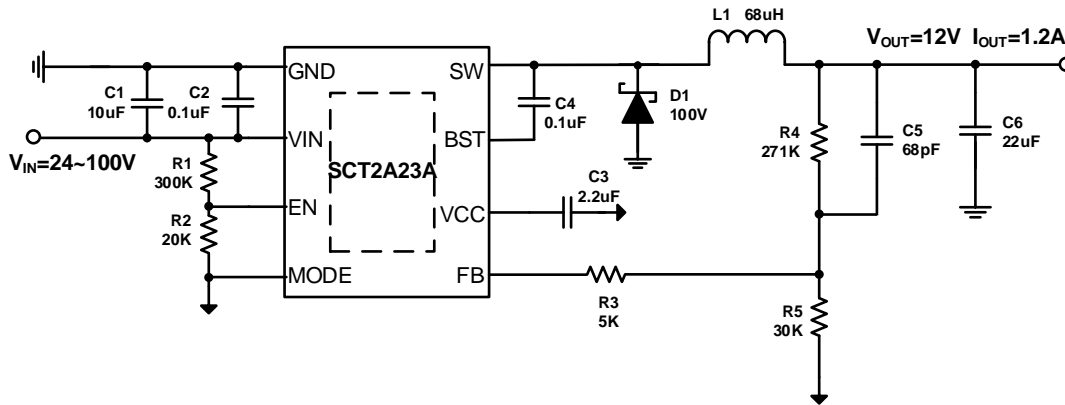 L1 68uH
VOUT=12V IOUT=1.2A
GND
SW
C1
10uF
C2
0.1uF
C4
0.1uF
D1
100V
R4
271K
C5
68pF
C6
22uF
VIN
BST
VIN=24~100V
R1
300K
SCT2A23A
C3
2.2uF
EN
VCC
R2
20K
MODE
FB
R3
5K
R5
30K